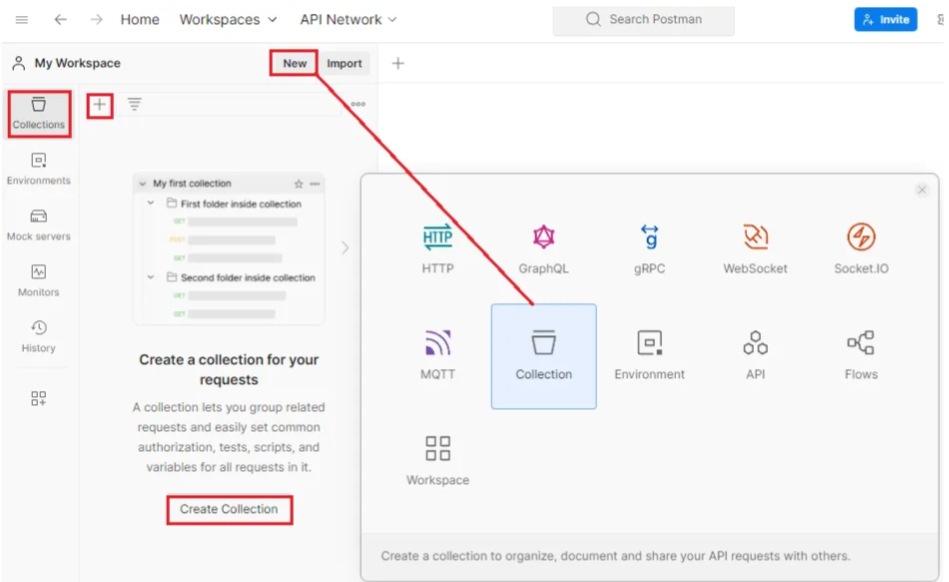 Home Workspaces API Network Search Postman Invite
My Workspace New Import
Collections
Environments
Mock servers
Monitors
History
My first collection
First folder inside collection
GET
POST
GET
Second folder inside collection
GET
GET
Create a collection for your
requests
A collection lets you group related
requests and easily set common
authorization, tests, scripts, and
variables for all requests in it.
Create Collection
HTTP
HTTP GraphQL gRPC WebSocket Socket.IO
MQTT Collection Environment API Flows
Workspace
Create a collection to organize, document and share your API requests with others.